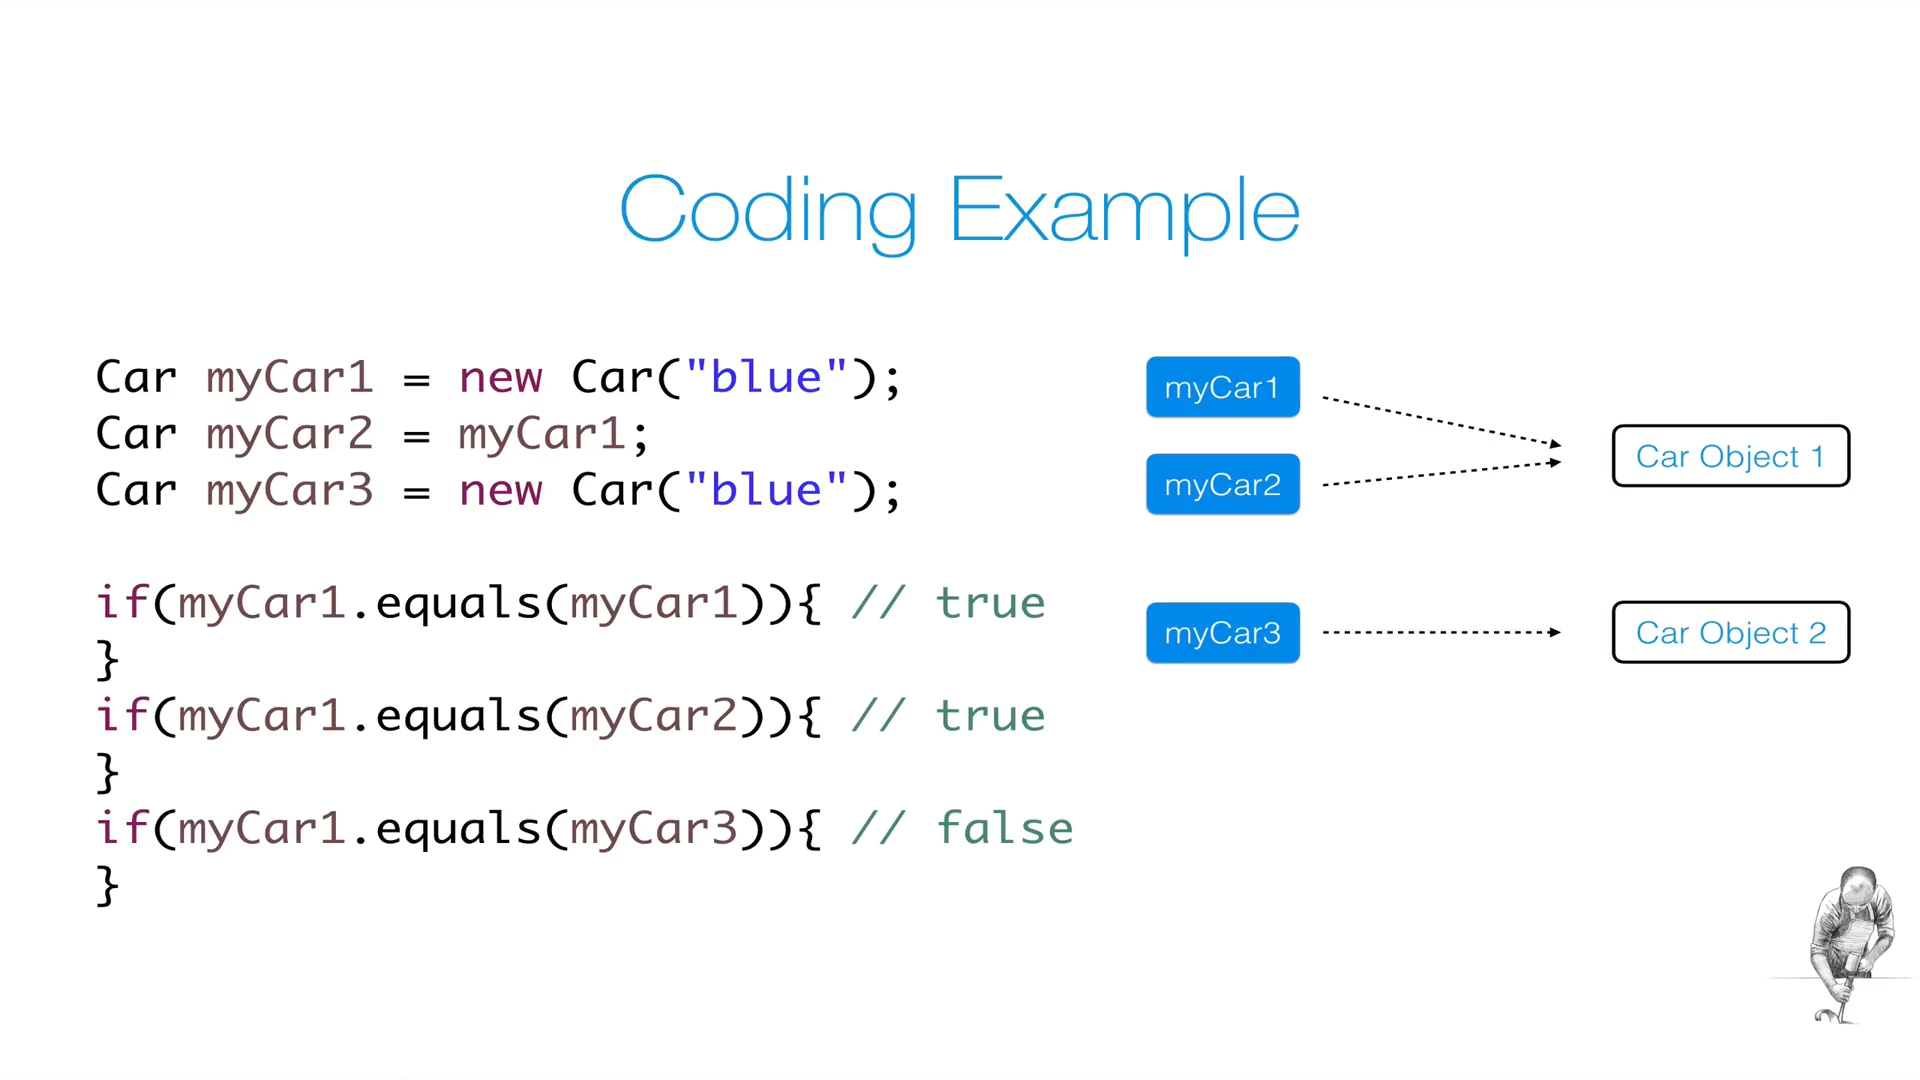 Coding Example
Car myCar1 = new Car("blue");
Car myCar2 = myCar1;
Car myCar3 = new Car("blue");
if(myCar1.equals(myCar1)){ // true
}
if(myCar1.equals(myCar2)){ // true
}
if(myCar1.equals(myCar3)){ // false
}
myCar1
myCar2
Car Object 1
myCar3
Car Object 2